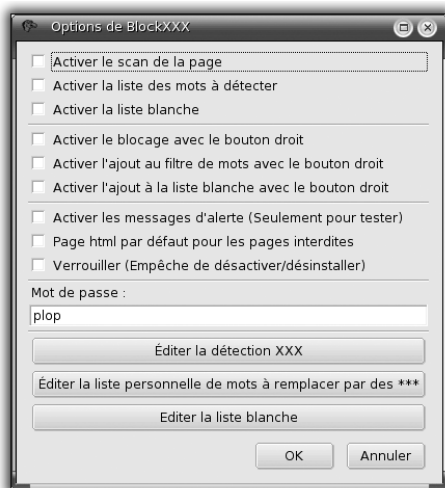 Options de BlockXXX
Activer le scan de la page
Activer la liste des mots à détecter
Activer la liste blanche
Activer le blocage avec le bouton droit
Activer l'ajout au filtre de mots avec le bouton droit
Activer l'ajout à la liste blanche avec le bouton droit
Activer les messages d'alerte (Seulement pour tester)
Page html par défaut pour les pages interdites
Verrouiller (Empêche de désactiver/désinstaller)
Mot de passe :
plop
Éditer la détection XXX
Éditer la liste personnelle de mots à remplacer par des ***
Editer la liste blanche
OK
Annuler